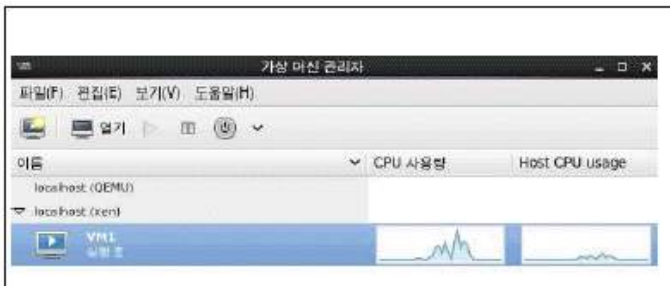 가상 머신 관리자
파일(F) 편집(E) 보기(V) 도움말(H)
열기
이름 CPU 사용량 Host CPU usage
localhost (QEMU)
localhost (xen)
VM1
실행 중